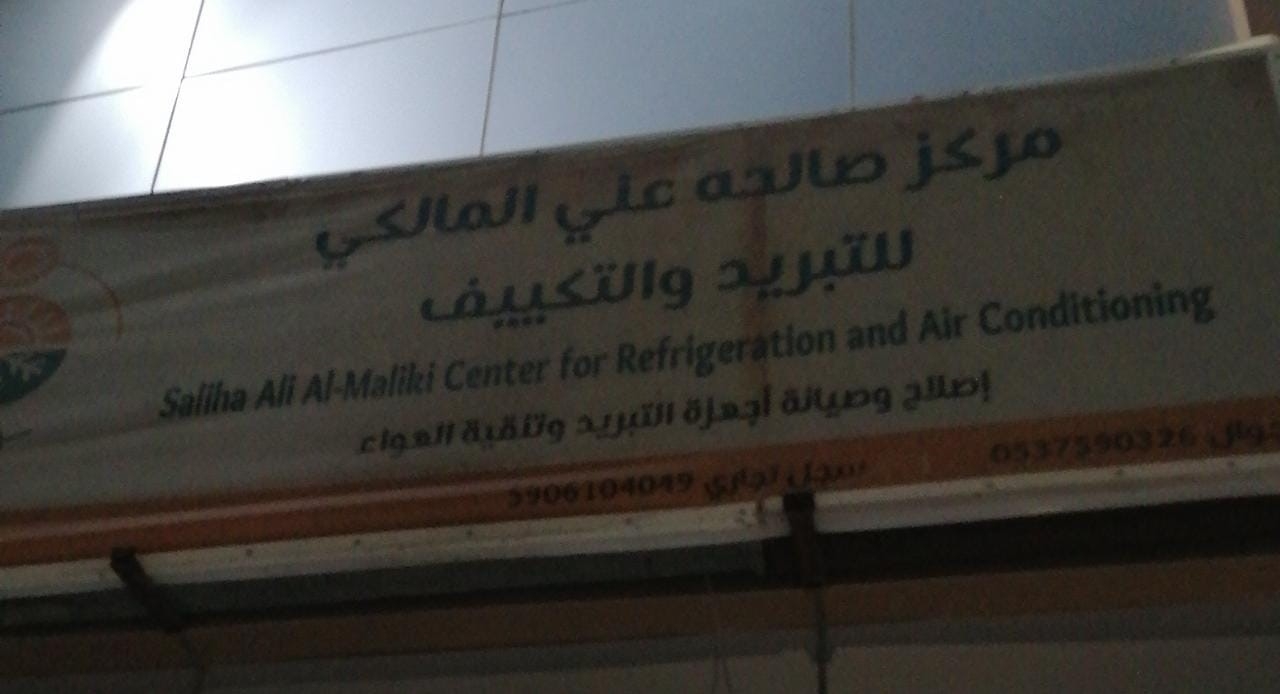 مركز صالحه علي المالكي
للتبريد والتكييف
Saliha Ali Al-Maliki Center for Refrigeration and Air Conditioning
إصلاح وصيانة أجهزة التبريد وتنقية الهواء
جوال 0537590326
سجل تجاري 5906104049